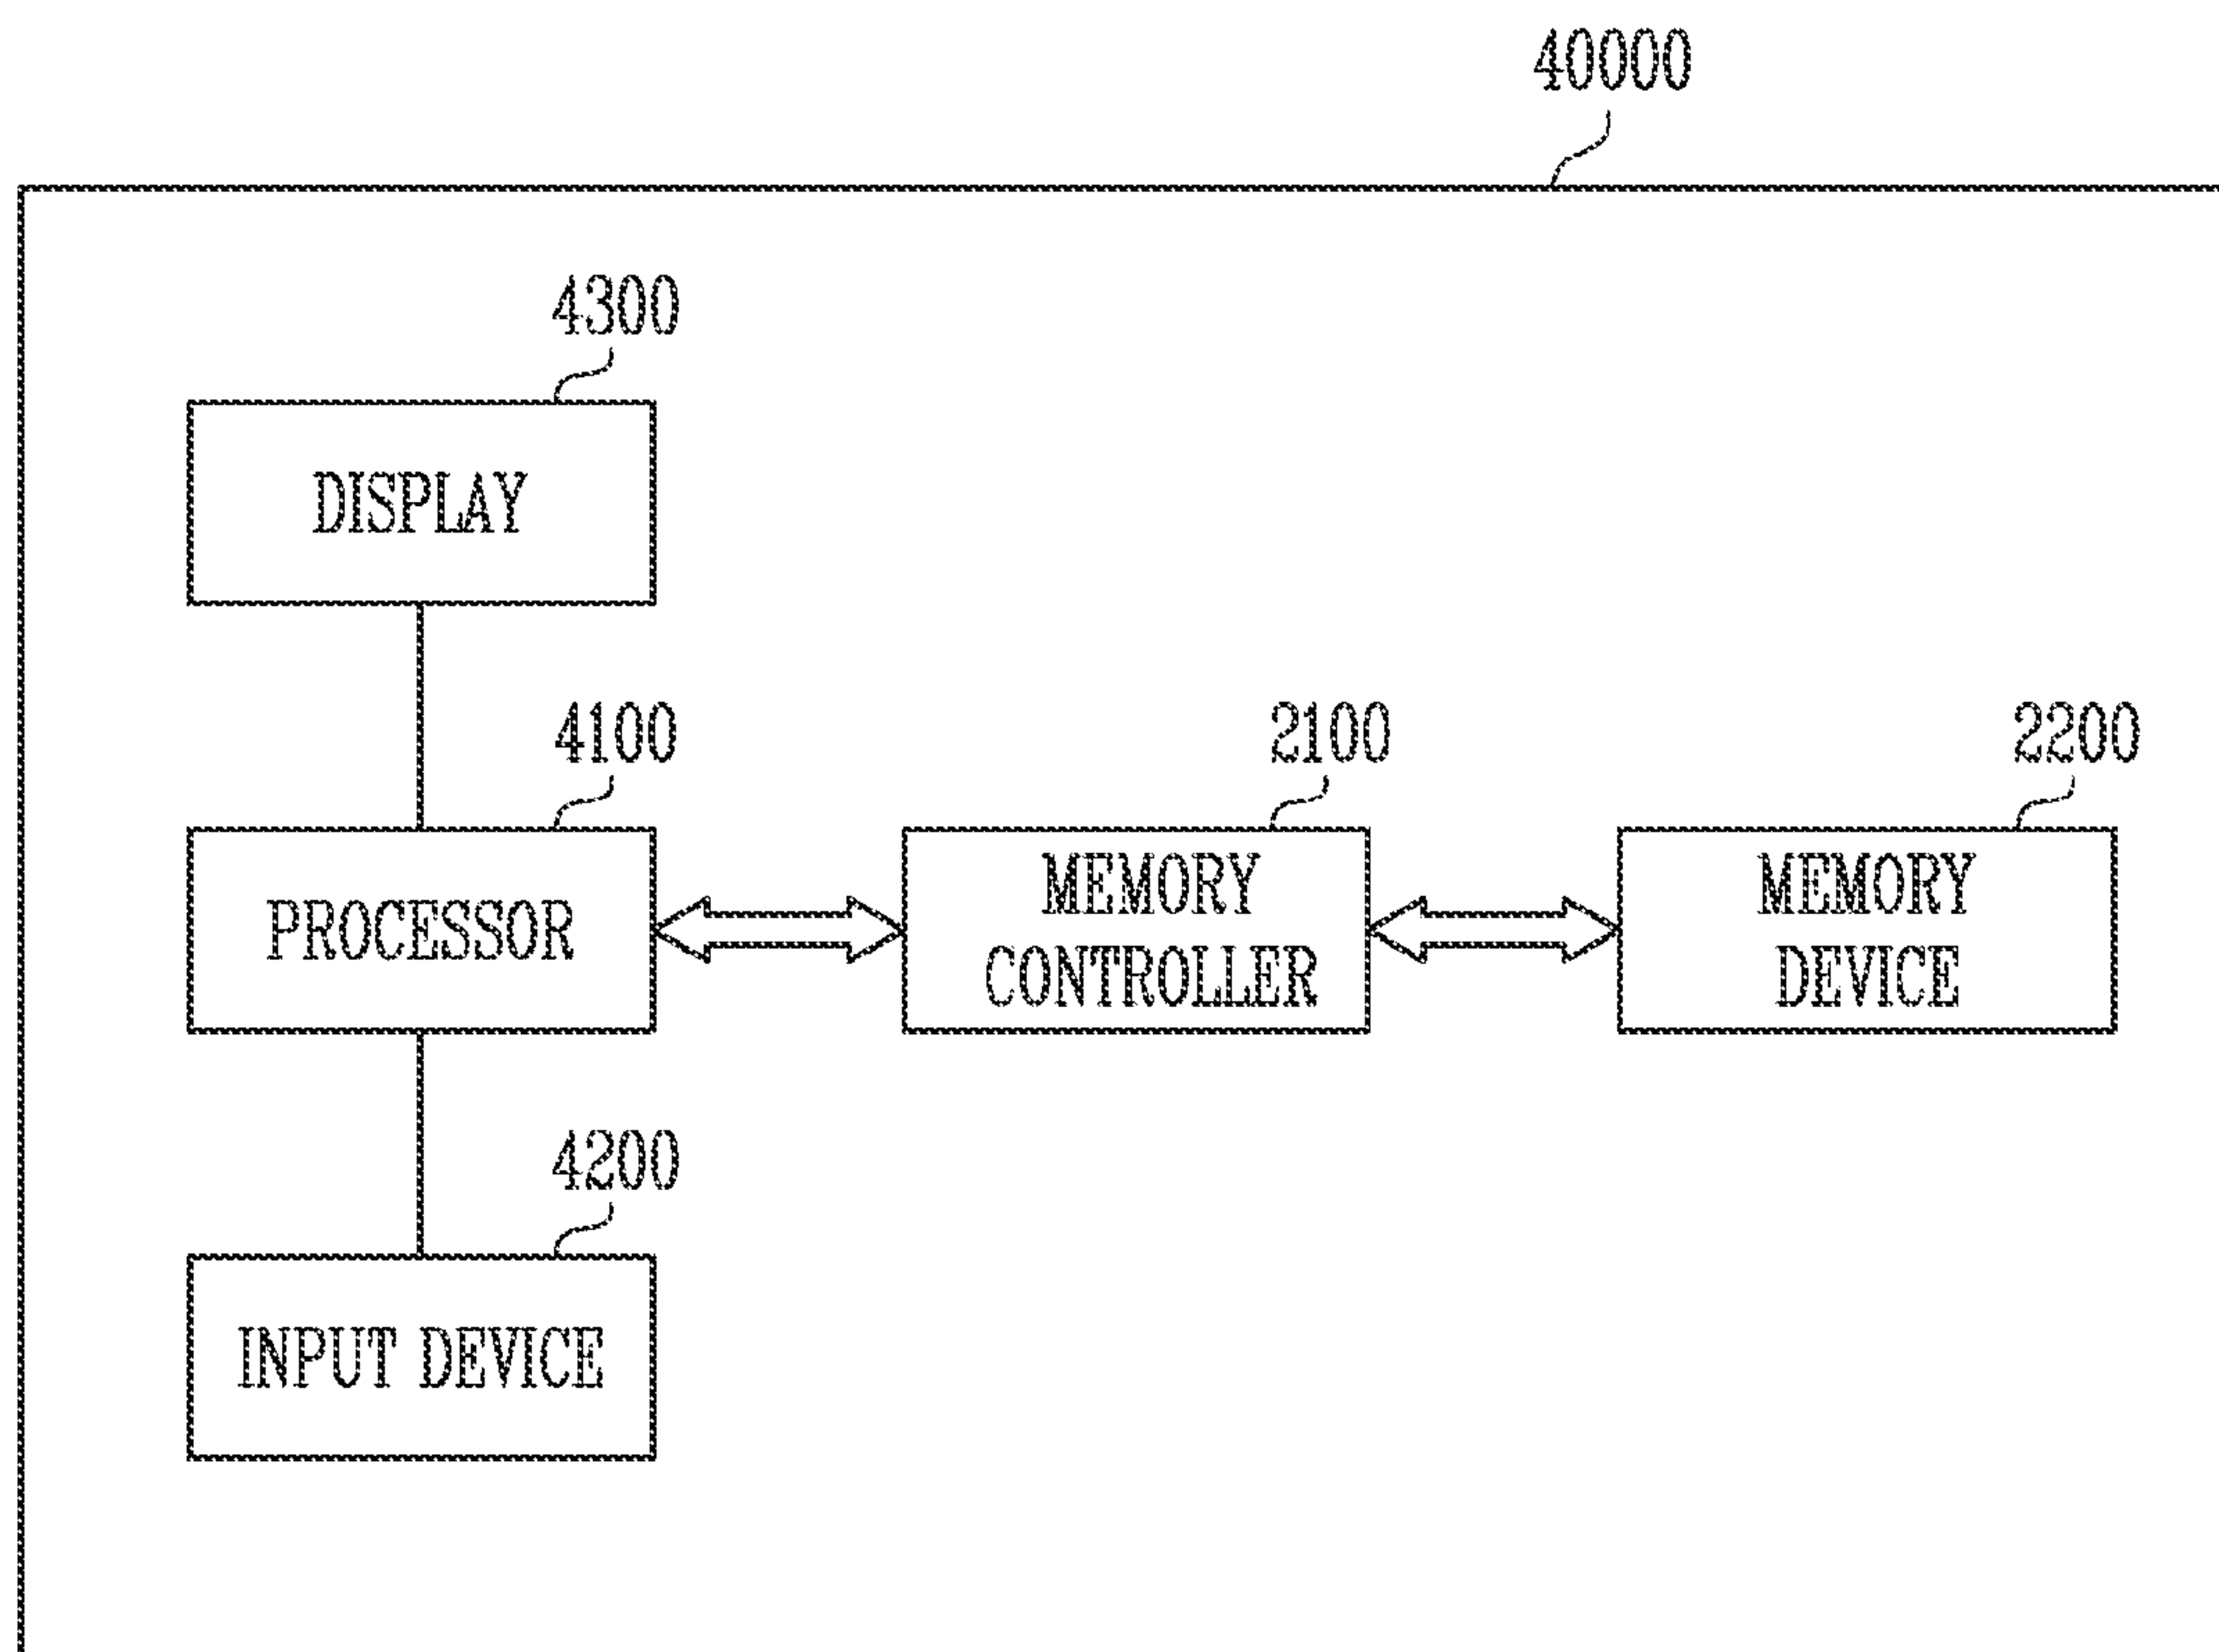 40000
4300
DISPLAY
4100
2100
2200
PROCESSOR
MEMORY
CONTROLLER
MEMORY
DEVICE
4200
INPUT DEVICE